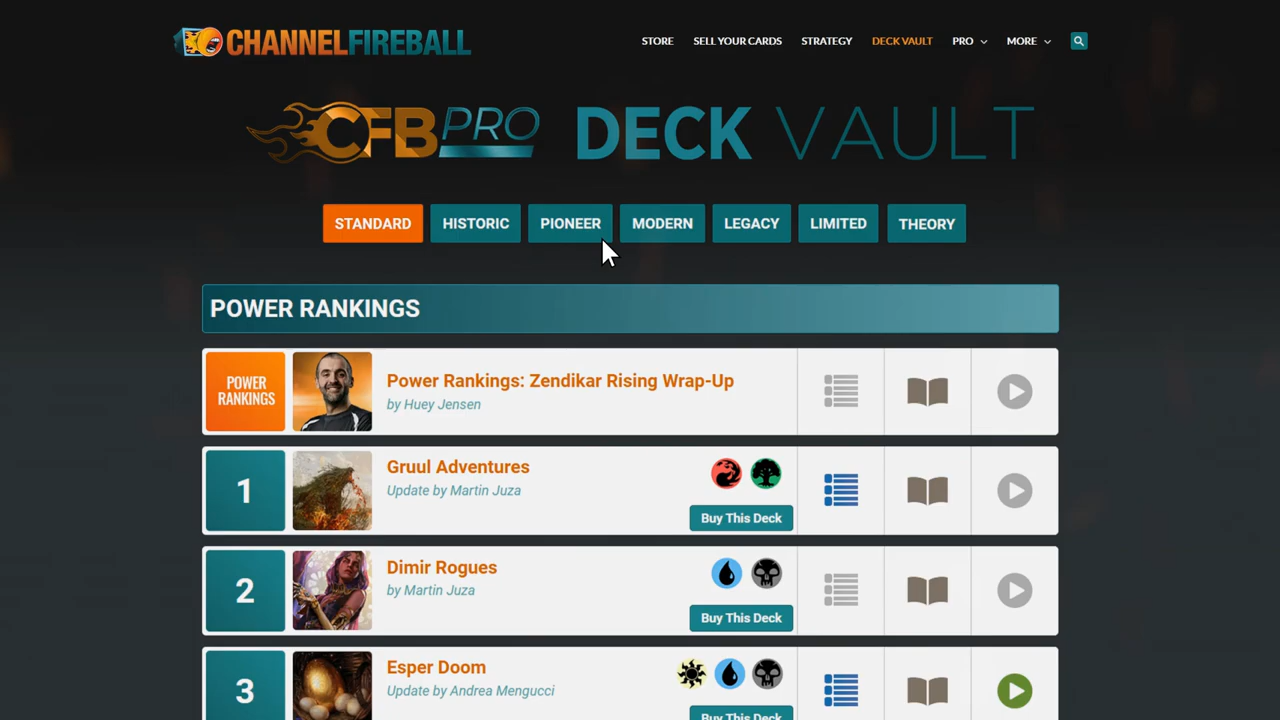 CHANNELFIREBALL
STORE SELL YOUR CARDS STRATEGY DECK VAULT PRO MORE
CFB PRO DECK VAULT
STANDARD HISTORIC PIONEER MODERN LEGACY LIMITED THEORY
POWER RANKINGS
POWER
RANKINGS
Power Rankings: Zendikar Rising Wrap-Up
by Huey Jensen
1
Gruul Adventures
Update by Martin Juza
Buy This Deck
2
Dimir Rogues
by Martin Juza
Buy This Deck
3
Esper Doom
Update by Andrea Mengucci
Buy This Deck